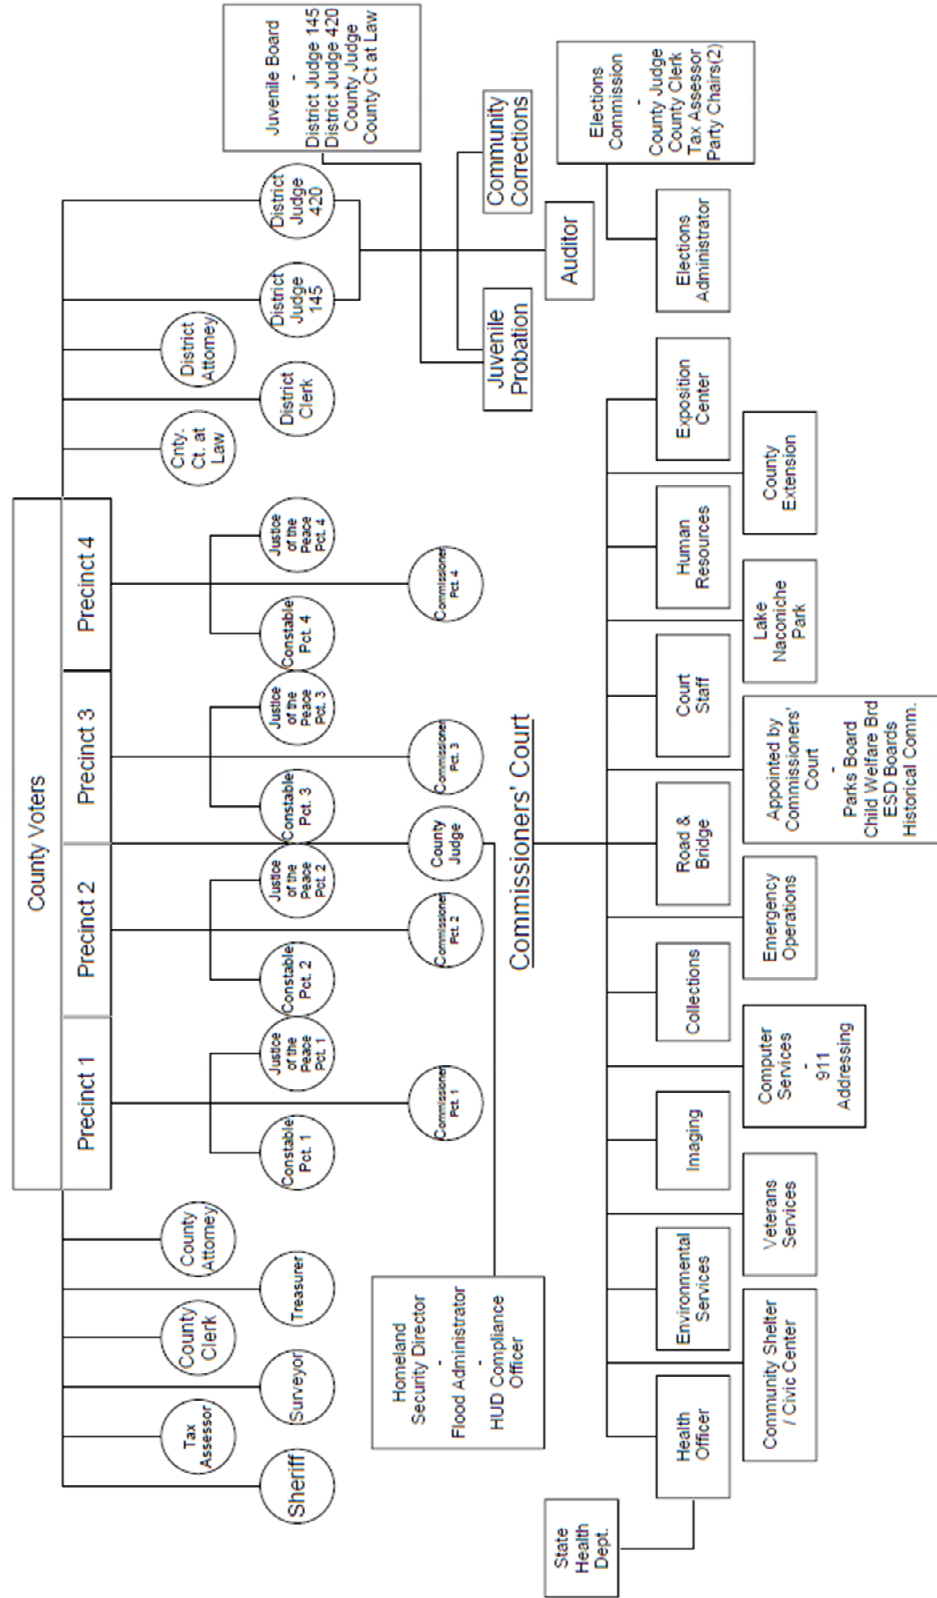 County Voters
Precinct 1
Precinct 2
Precinct 3
Precinct 4
Sheriff
Tax
Assessor
Surveyor
County
Clerk
Treasurer
County
Attorney
Constable
Pct. 1
Justice
of the
Peace
Pct. 1
Constable
Pct. 2
Justice
of the
Peace
Pct. 2
Constable
Pct. 3
Justice
of the
Peace
Pct. 3
Constable
Pct. 4
Justice
of the
Peace
Pct. 4
Cnty.
Ct. at
Law
District
Clerk
District
Attorney
District
Judge
145
District
Judge
420
Juvenile Board
-
District Judge 145
District Judge 420
County Judge
County Ct at Law
Commissioner
Pct. 1
Commissioner
Pct. 2
County
Judge
Commissioner
Pct. 3
Commissioner
Pct. 4
Homeland
Security Director
-
Flood Administrator
-
HUD Compliance
Officer
Commissioners' Court
Juvenile
Probation
Community
Corrections
Auditor
Elections
Commission
-
County Judge
County Clerk
Tax Assessor
Party Chairs(2)
Elections
Administrator
State
Health
Dept.
Health
Officer
Environmental
Services
Imaging
Collections
Road &
Bridge
Court
Staff
Human
Resources
Exposition
Center
Community Shelter
/ Civic Center
Veterans
Services
Computer
Services
-
911
Addressing
Emergency
Operations
Appointed by
Commissioners'
Court
-
Parks Board
Child Welfare Brd
ESD Boards
Historical Comm.
Lake
Naconiche
Park
County
Extension